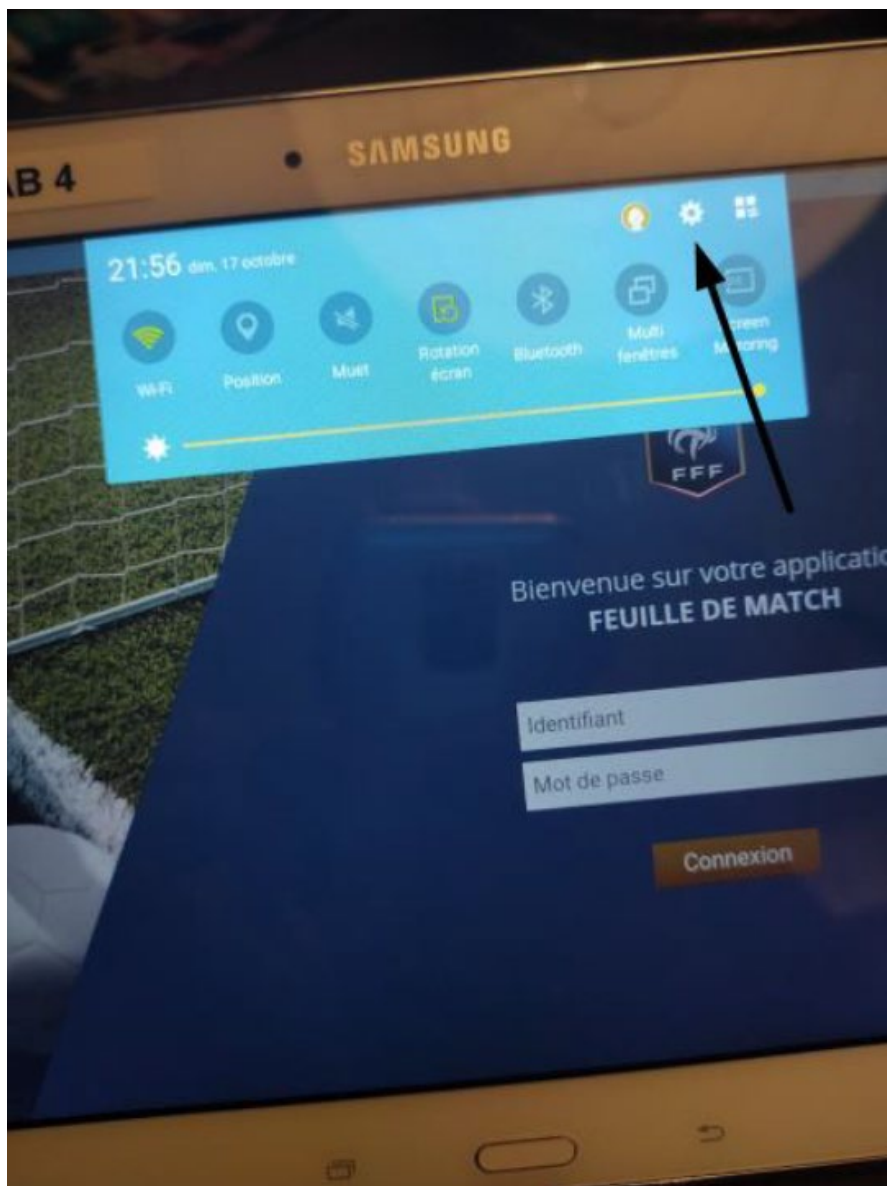 SAMSUNG
AB 4
21:56 dim. 17 octobre
Wi-Fi
Position
Muet
Rotation
écran
Bluetooth
Multi
fenêtres
Screen
Mirroring
FFF
Bienvenue sur votre applicatio
FEUILLE DE MATCH
Identifiant
Mot de passe
Connexion